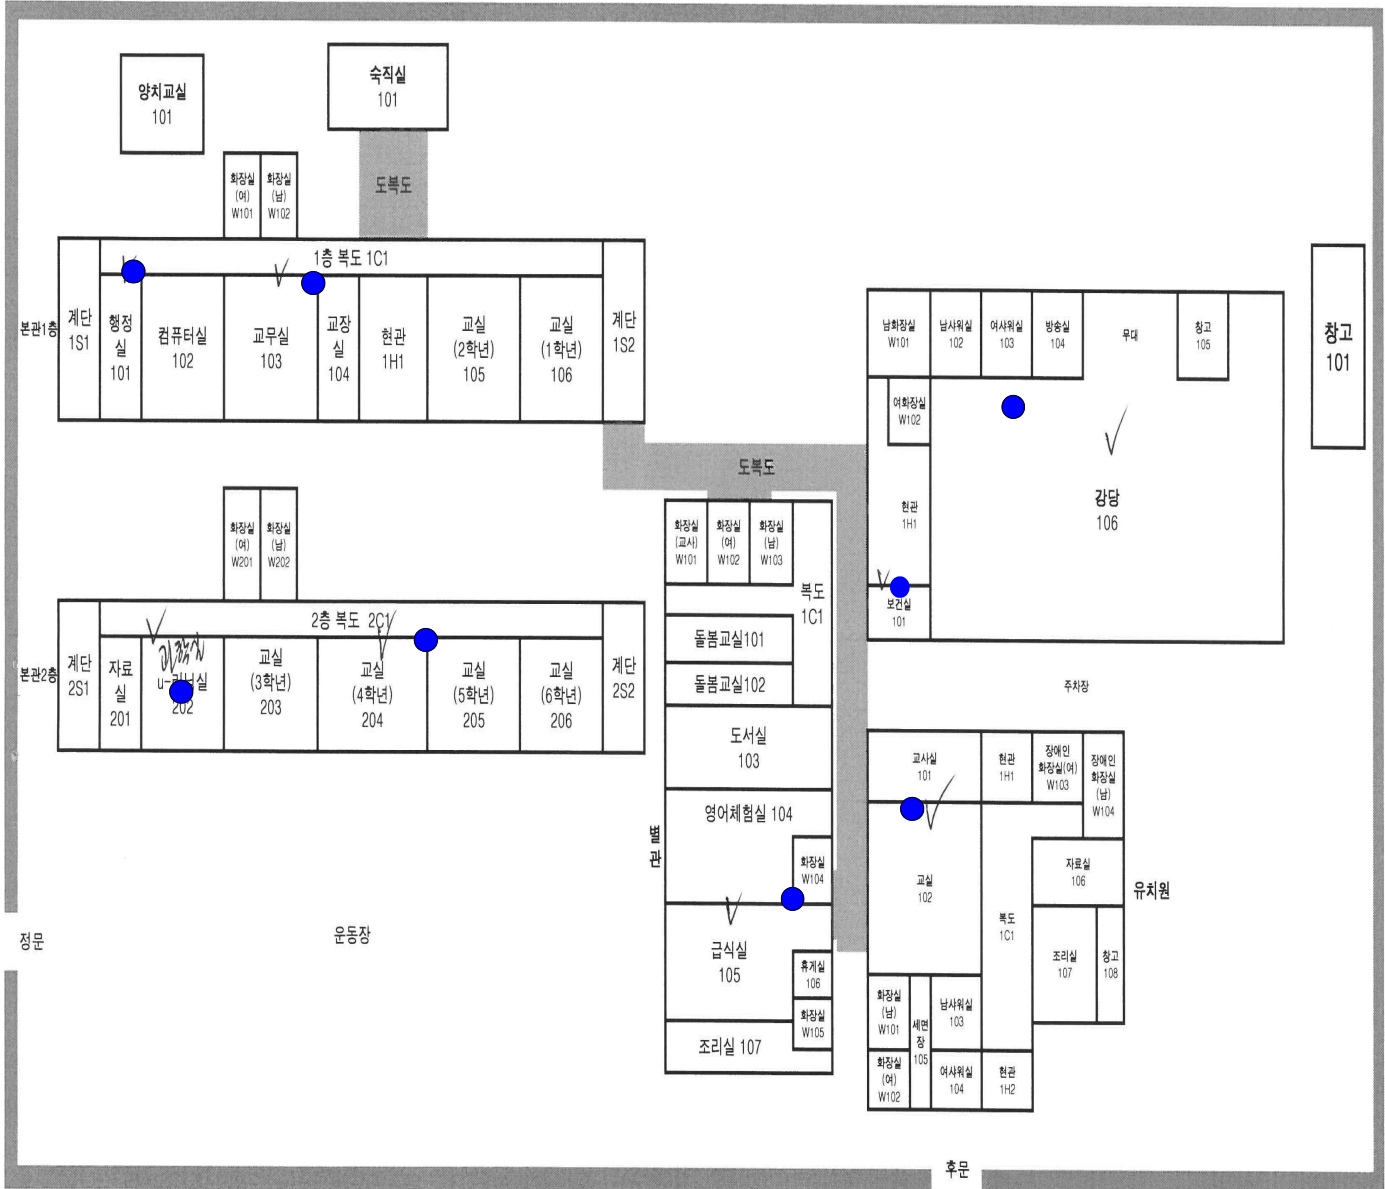 양치교실
101
숙직실
101
도복도
화장실
(여)
W101
화장실
(남)
W102
1층 복도 1C1
본관1층
계단
1S1
행정
실
101
컴퓨터실
102
교무실
103
교장
실
104
현관
1H1
교실
(2학년)
105
교실
(1학년)
106
계단
1S2
남화장실
W101
남샤워실
102
여샤워실
103
방송실
104
무대
창고
105
창고
101
여화장실
W102
강당
106
현관
1H1
보건실
101
도복도
화장실
(여)
W201
화장실
(남)
W202
2층 복도 2C1
본관2층
계단
2S1
자료
실
201
과학실
202
교실
(3학년)
203
교실
(4학년)
204
교실
(5학년)
205
교실
(6학년)
206
계단
2S2
화장실
(교사)
W101
화장실
(여)
W102
화장실
(남)
W103
복도
1C1
돌봄교실101
돌봄교실102
도서실
103
영어체험실 104
별
관
화장실
W104
급식실
105
휴게실
106
화장실
W105
조리실 107
주차장
교사실
101
현관
1H1
장애인
화장실(여)
W103
장애인
화장실
(남)
W104
교실
102
자료실
106
유치원
복도
1C1
조리실
107
창고
108
화장실
(남)
W101
세면
장
105
남샤워실
103
화장실
(여)
W102
여샤워실
104
현관
1H2
정문
운동장
후문